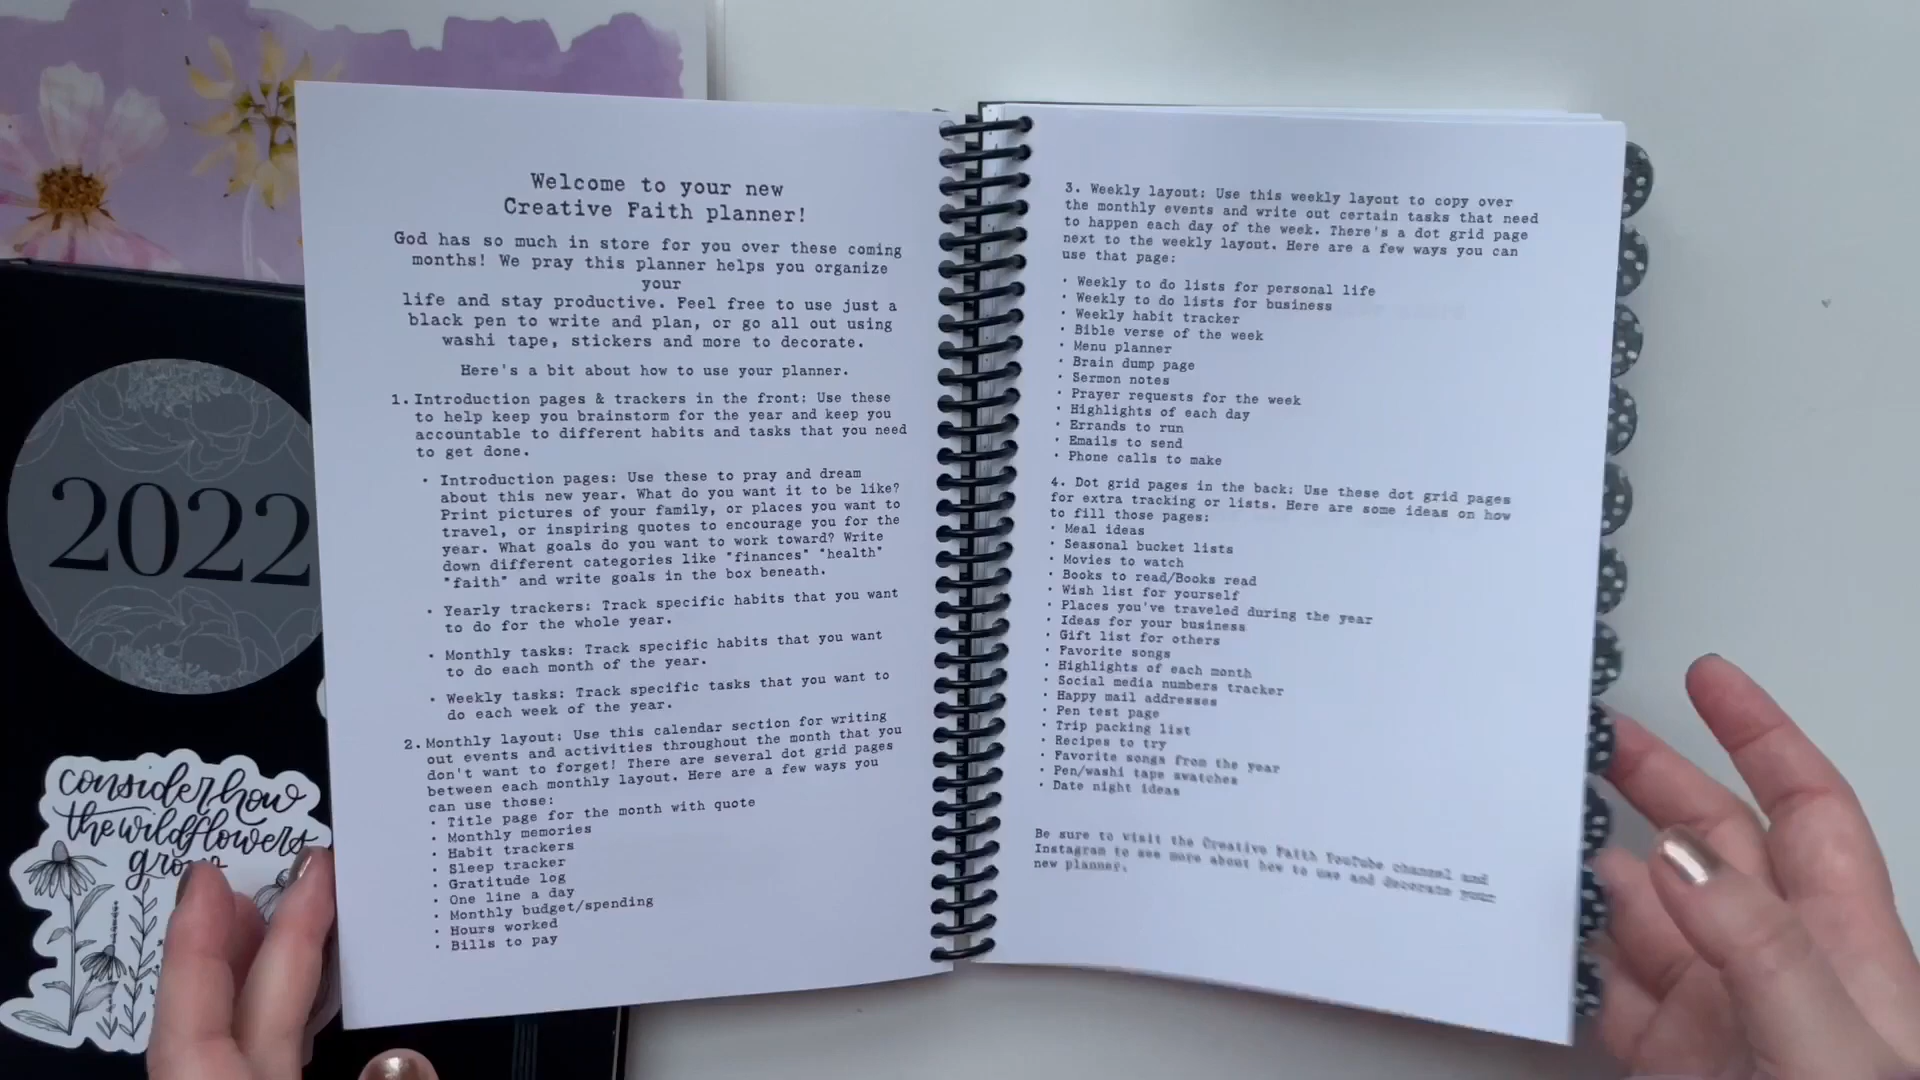 Welcome to your new
Creative Faith planner!
God has so much in store for you over these coming
months! We pray this planner helps you organize
your
life and stay productive. Feel free to use just a
black pen to write and plan, or go all out using
washi tape, stickers and more to decorate.
Here's a bit about how to use your planner.
1. Introduction pages & trackers in the front: Use these
to help keep you brainstorm for the year and keep you
accountable to different habits and tasks that you need
to get done.
• Introduction pages: Use these to pray and dream
about this new year. What do you want it to be like?
Print pictures of your family, or places you want to
travel, or inspiring quotes to encourage you for the
year. What goals do you want to work toward? Write
down different categories like "finances" "health"
"faith" and write goals in the box beneath.
• Yearly trackers: Track specific habits that you want
to do for the whole year.
• Monthly tasks: Track specific habits that you want
to do each month of the year.
• Weekly tasks: Track specific tasks that you want to
do each week of the year.
2. Monthly layout: Use this calendar section for writing
out events and activities throughout the month that you
don't want to forget! There are several dot grid pages
between each monthly layout. Here are a few ways you
can use those:
• Title page for the month with quote
• Monthly memories
• Habit trackers
• Sleep tracker
• Gratitude log
• One line a day
• Monthly budget/spending
• Hours worked
• Bills to pay
3. Weekly layout: Use this weekly layout to copy over
the monthly events and write out certain tasks that need
to happen each day of the week. There's a dot grid page
next to the weekly layout. Here are a few ways you can
use that page:
• Weekly to do lists for personal life
• Weekly to do lists for business
• Weekly habit tracker
• Bible verse of the week
• Menu planner
• Brain dump page
• Sermon notes
• Prayer requests for the week
• Highlights of each day
• Errands to run
• Emails to send
• Phone calls to make
4. Dot grid pages in the back: Use these dot grid pages
for extra tracking or lists. Here are some ideas on how
to fill those pages:
• Meal ideas
• Seasonal bucket lists
• Movies to watch
• Books to read/Books read
• Wish list for yourself
• Places you've traveled during the year
• Ideas for your business
• Gift list for others
• Favorite songs
• Highlights of each month
• Social media numbers tracker
• Happy mail addresses
• Pen test page
• Trip packing list
• Recipes to try
• Favorite songs from the year
• Pen/washi tape swatches
• Date night ideas
Be sure to visit the Creative Faith YouTube channel and
Instagram to see more about how to use and decorate your
new planner.
2022
consider how
the wildflowers
grow